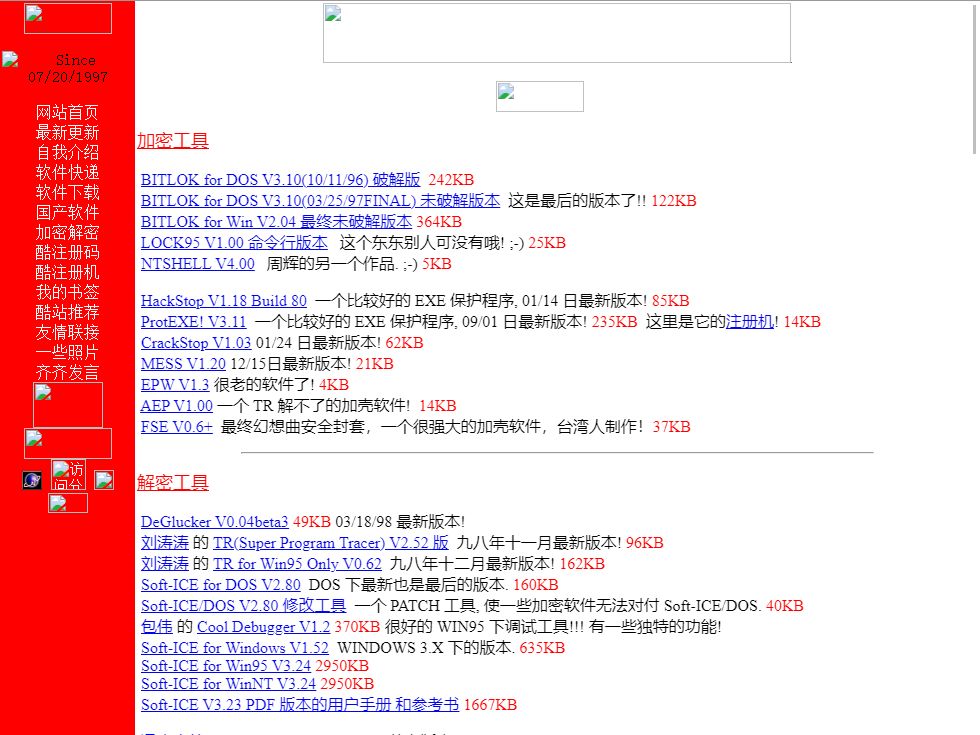 Since
07/20/1997
网站首页
最新更新
自我介绍
软件快递
软件下载
国产软件
加密解密
酷注册码
酷注册机
我的书签
酷站推荐
友情联接
一些照片
齐齐发言
访
问分
加密工具
BITLOK for DOS V3.10(10/11/96) 破解版 242KB
BITLOK for DOS V3.10(03/25/97FINAL) 未破解版本 这是最后的版本了!! 122KB
BITLOK for Win V2.04 最终未破解版本 364KB
LOCK95 V1.00 命令行版本 这个东东别人可没有哦! ;-) 25KB
NTSHELL V4.00 周辉的另一个作品. ;-) 5KB
HackStop V1.18 Build 80 一个比较好的 EXE 保护程序, 01/14 日最新版本! 85KB
ProtEXE! V3.11 一个比较好的 EXE 保护程序, 09/01 日最新版本! 235KB 这里是它的注册机! 14KB
CrackStop V1.03 01/24 日最新版本! 62KB
MESS V1.20 12/15日最新版本! 21KB
EPW V1.3 很老的软件了! 4KB
AEP V1.00 一个 TR 解不了的加壳软件! 14KB
FSE V0.6+ 最终幻想曲安全封套，一个很强大的加壳软件，台湾人制作！37KB
解密工具
DeGlucker V0.04beta3 49KB 03/18/98 最新版本!
刘涛涛 的 TR(Super Program Tracer) V2.52 版 九八年十一月最新版本! 96KB
刘涛涛 的 TR for Win95 Only V0.62 九八年十二月最新版本! 162KB
Soft-ICE for DOS V2.80 DOS 下最新也是最后的版本. 160KB
Soft-ICE/DOS V2.80 修改工具 一个 PATCH 工具, 使一些加密软件无法对付 Soft-ICE/DOS. 40KB
包伟 的 Cool Debugger V1.2 370KB 很好的 WIN95 下调试工具!!! 有一些独特的功能!
Soft-ICE for Windows V1.52 WINDOWS 3.X 下的版本. 635KB
Soft-ICE for Win95 V3.24 2950KB
Soft-ICE for WinNT V3.24 2950KB
Soft-ICE V3.23 PDF 版本的用户手册 和参考书 1667KB